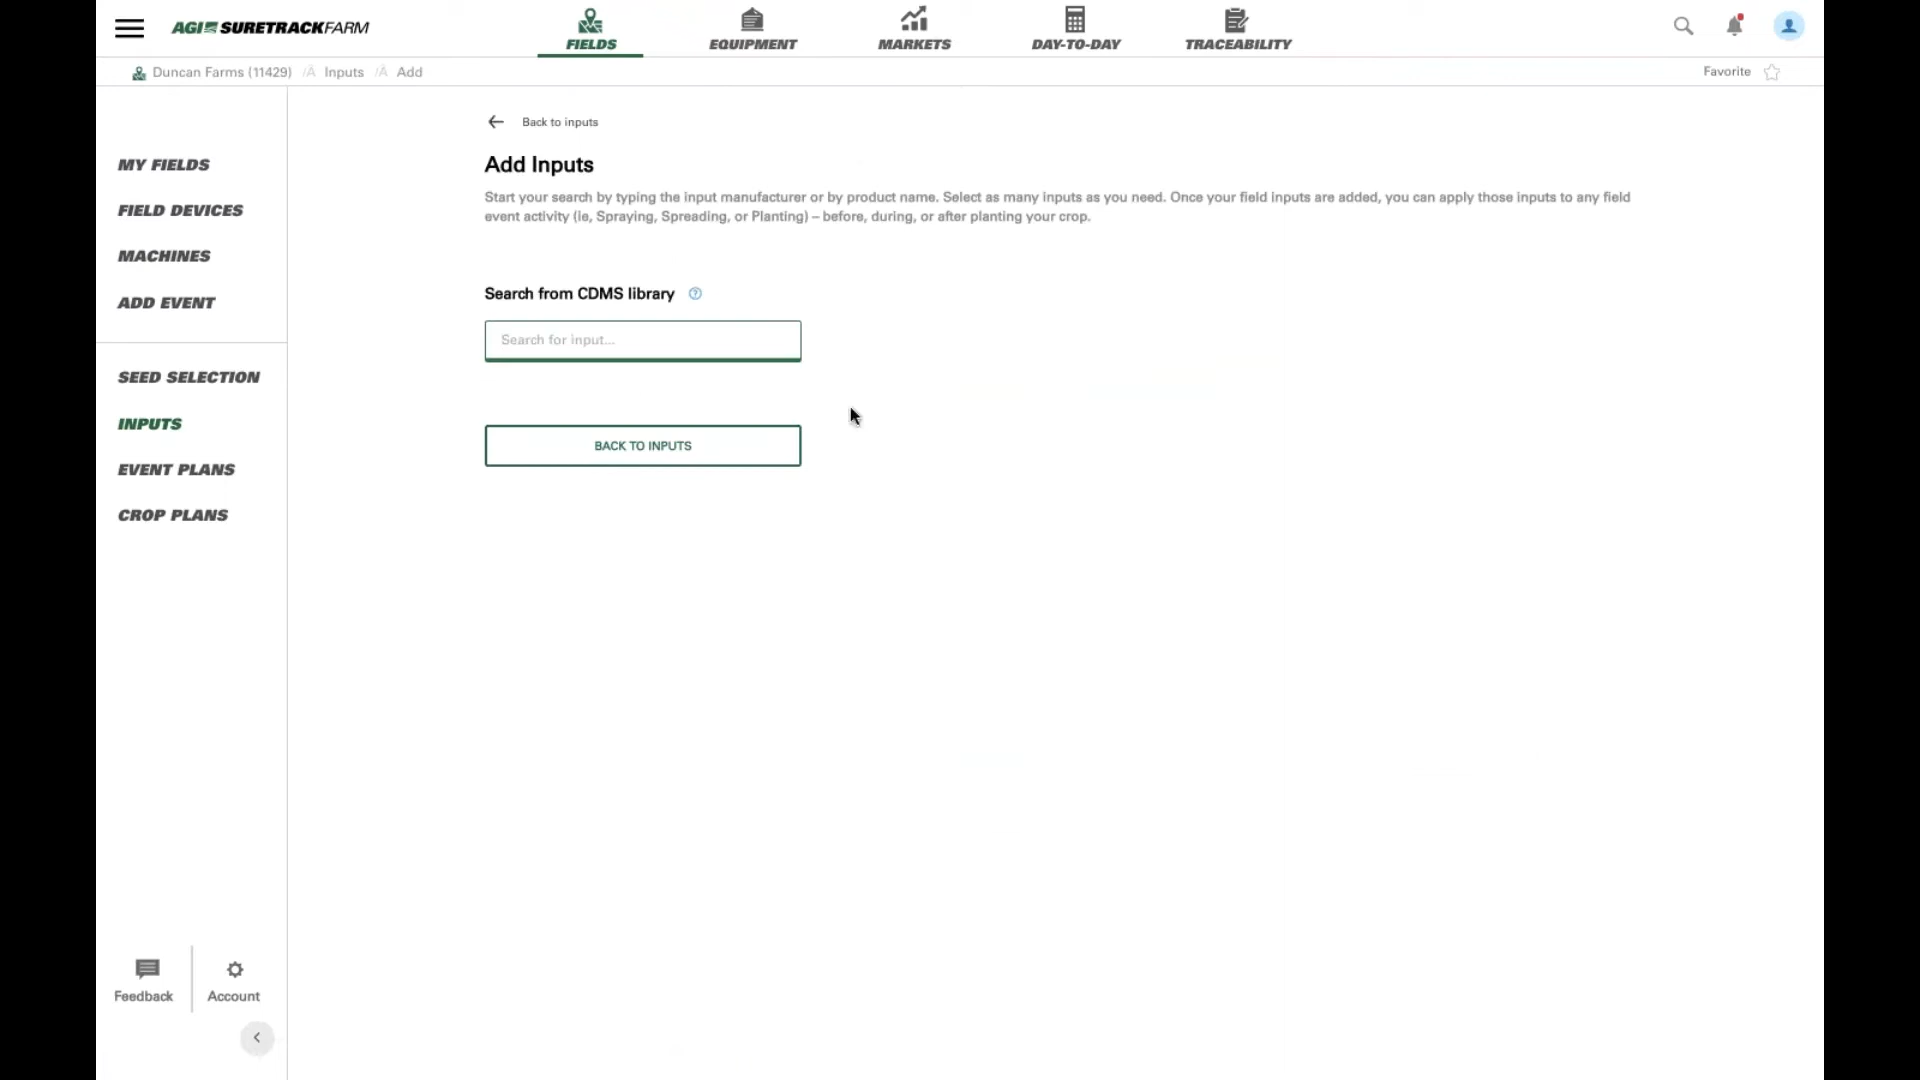 AGI SURETRACKFARM
FIELDS
EQUIPMENT
MARKETS
DAY-TO-DAY
TRACEABILITY
Duncan Farms (11429) /Â Inputs /Â Add
Favorite
MY FIELDS
FIELD DEVICES
MACHINES
ADD EVENT
SEED SELECTION
INPUTS
EVENT PLANS
CROP PLANS
Feedback
Account
Back to inputs
Add Inputs
Start your search by typing the input manufacturer or by product name. Select as many inputs as you need. Once your field inputs are added, you can apply those inputs to any field
event activity (ie, Spraying, Spreading, or Planting) – before, during, or after planting your crop.
Search from CDMS library ?
Search for input...
BACK TO INPUTS